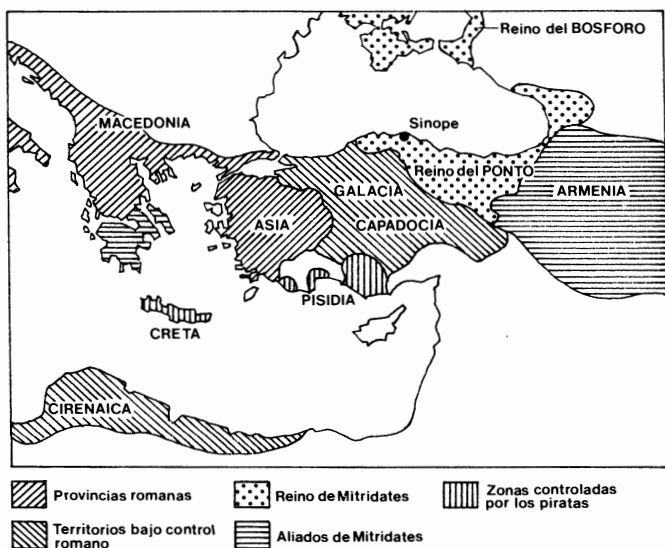 Reino del BOSFORO
MACEDONIA
Sinope
Reino del PONTO
GALACIA
ARMENIA
ASIA
CAPADOCIA
PISIDIA
CRETA
CIRENAICA
Provincias romanas
Reino de Mitridates
Zonas controladas
por los piratas
Territorios bajo control
romano
Aliados de Mitridates